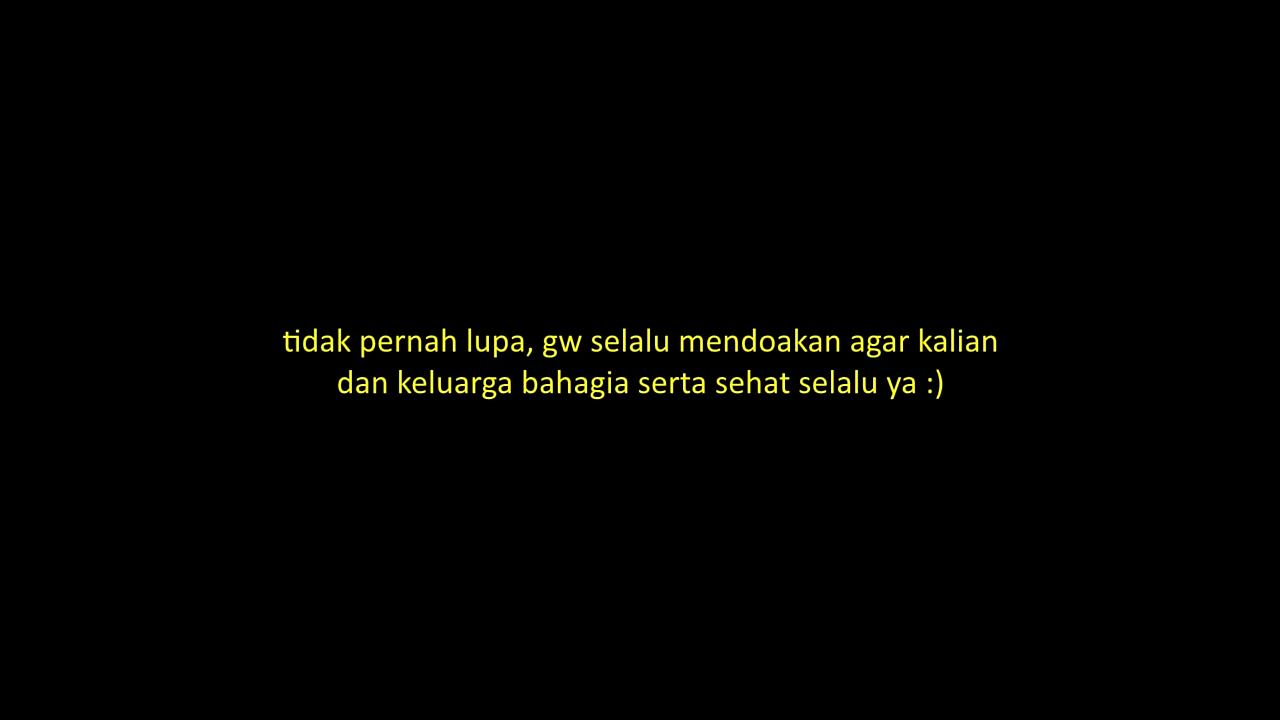 tidak pernah lupa, gw selalu mendoakan agar kalian
dan keluarga bahagia serta sehat selalu ya :)